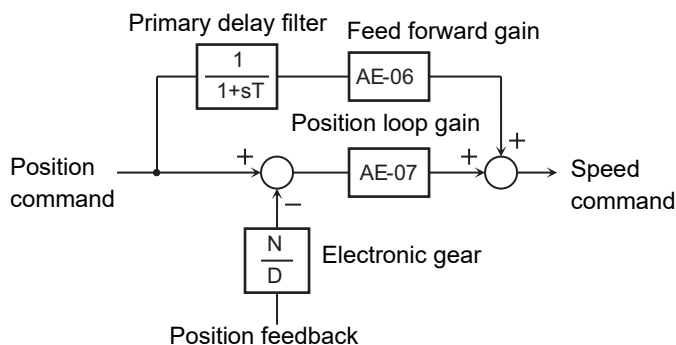 Primary delay filter
Feed forward gain
1
1+sT
AE-06
Position loop gain
+
Position
command
+
AE-07
+
Speed
command
−
N
D
Electronic gear
Position feedback